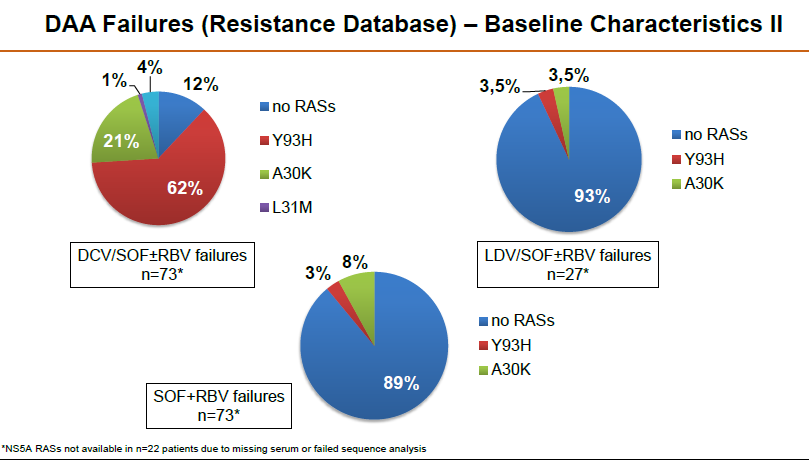 DAA Failures (Resistance Database) – Baseline Characteristics II
1%
4%
12%
21%
62%
no RASs
Y93H
A30K
L31M
DCV/SOF±RBV failures
n=73*
3,5%
3,5%
93%
no RASs
Y93H
A30K
LDV/SOF±RBV failures
n=27*
3%
8%
89%
no RASs
Y93H
A30K
SOF+RBV failures
n=73*
*NS5A RASs not available in n=22 patients due to missing serum or failed sequence analysis